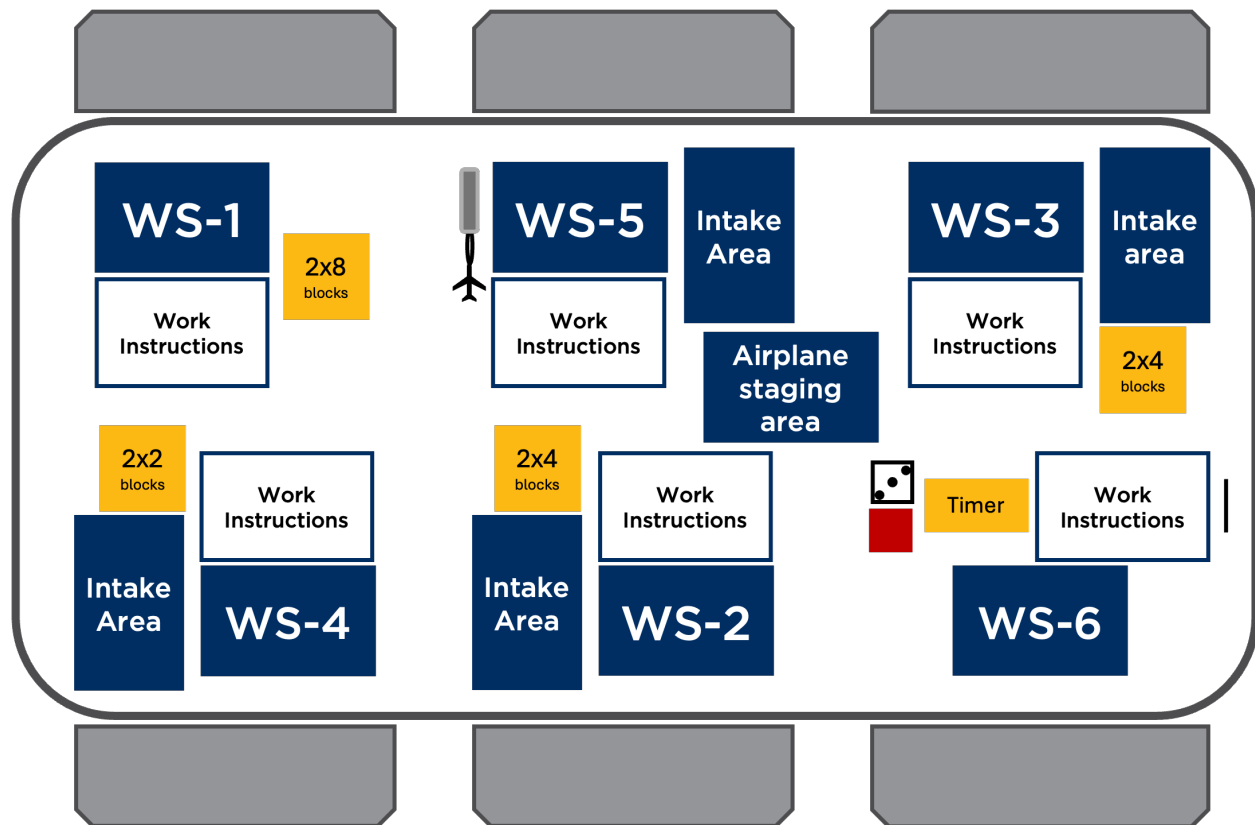 WS-1
2x8
blocks
Work
Instructions
WS-5
Intake
Area
Work
Instructions
Airplane
staging
area
WS-3
Intake
area
Work
Instructions
2x4
blocks
2x2
blocks
Work
Instructions
Intake
Area
WS-4
2x4
blocks
Work
Instructions
Intake
Area
WS-2
Timer
Work
Instructions
WS-6